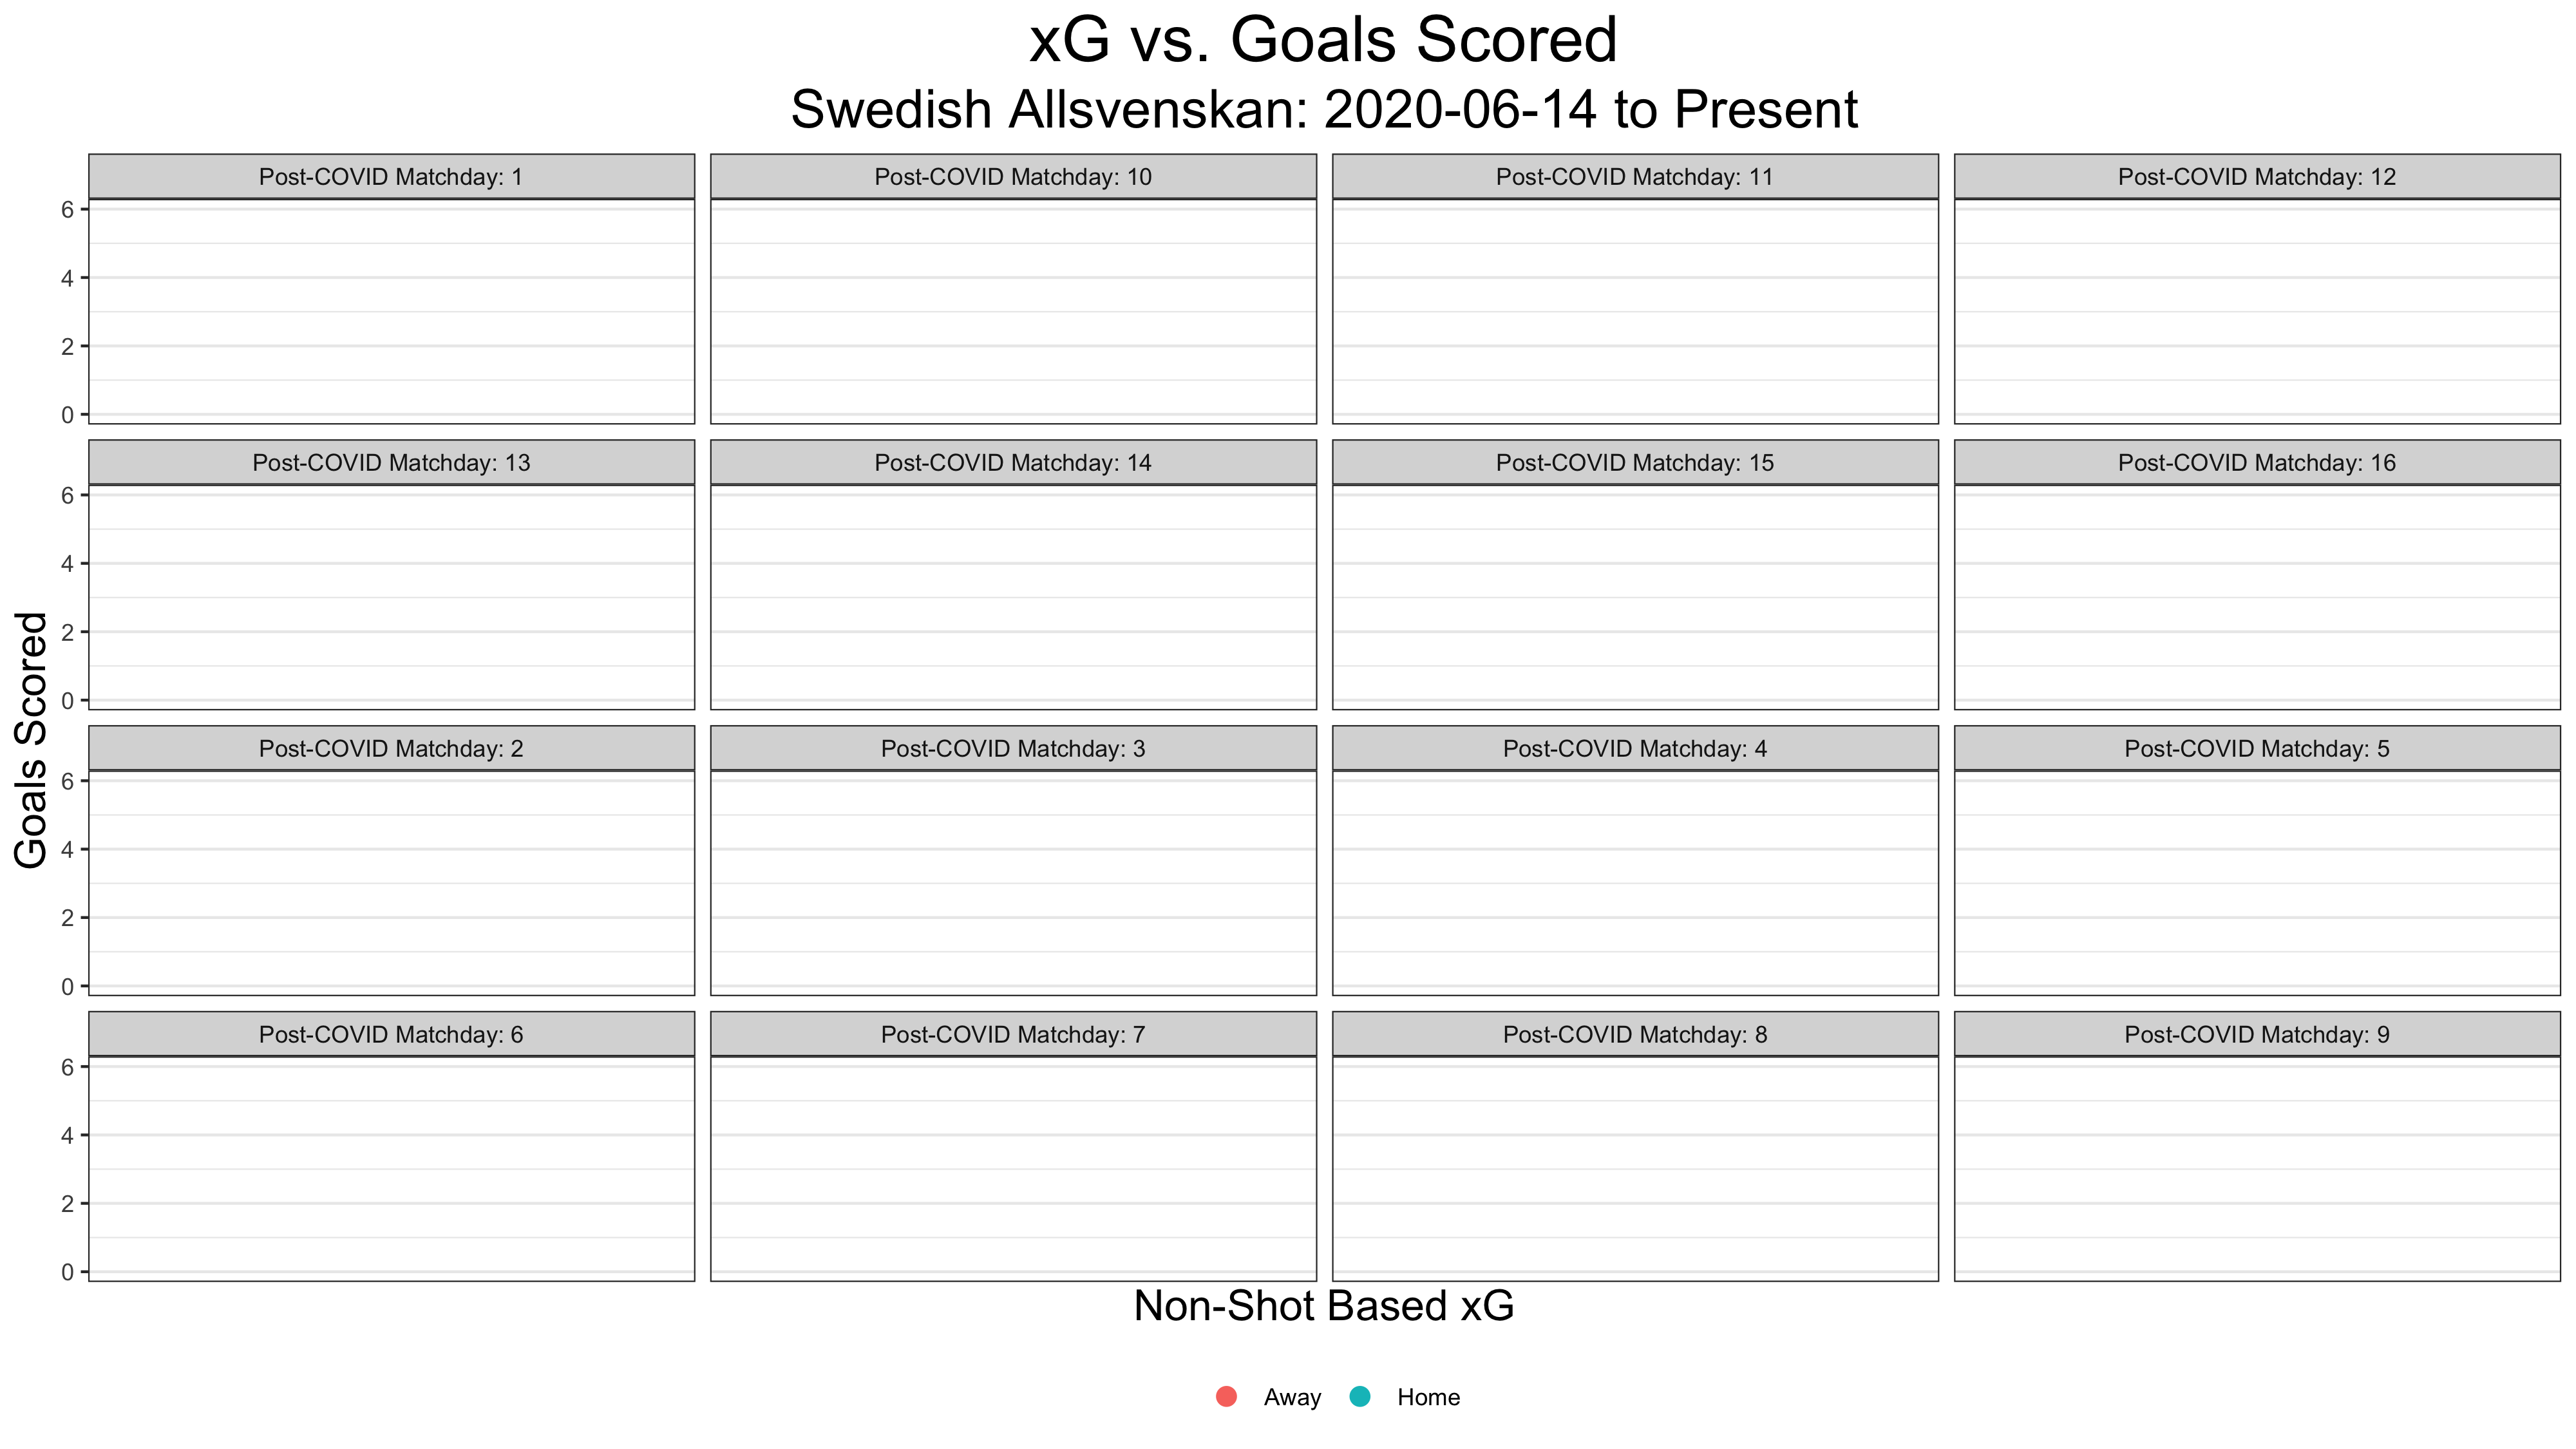 xG vs. Goals Scored
Swedish Allsvenskan: 2020-06-14 to Present
Post-COVID Matchday: 1
Post-COVID Matchday: 10
Post-COVID Matchday: 11
Post-COVID Matchday: 12
6
4
2
0
Post-COVID Matchday: 13
Post-COVID Matchday: 14
Post-COVID Matchday: 15
Post-COVID Matchday: 16
6
4
2
0
Goals Scored
Post-COVID Matchday: 2
Post-COVID Matchday: 3
Post-COVID Matchday: 4
Post-COVID Matchday: 5
6
4
2
0
Post-COVID Matchday: 6
Post-COVID Matchday: 7
Post-COVID Matchday: 8
Post-COVID Matchday: 9
6
4
2
0
Non-Shot Based xG
Away
Home